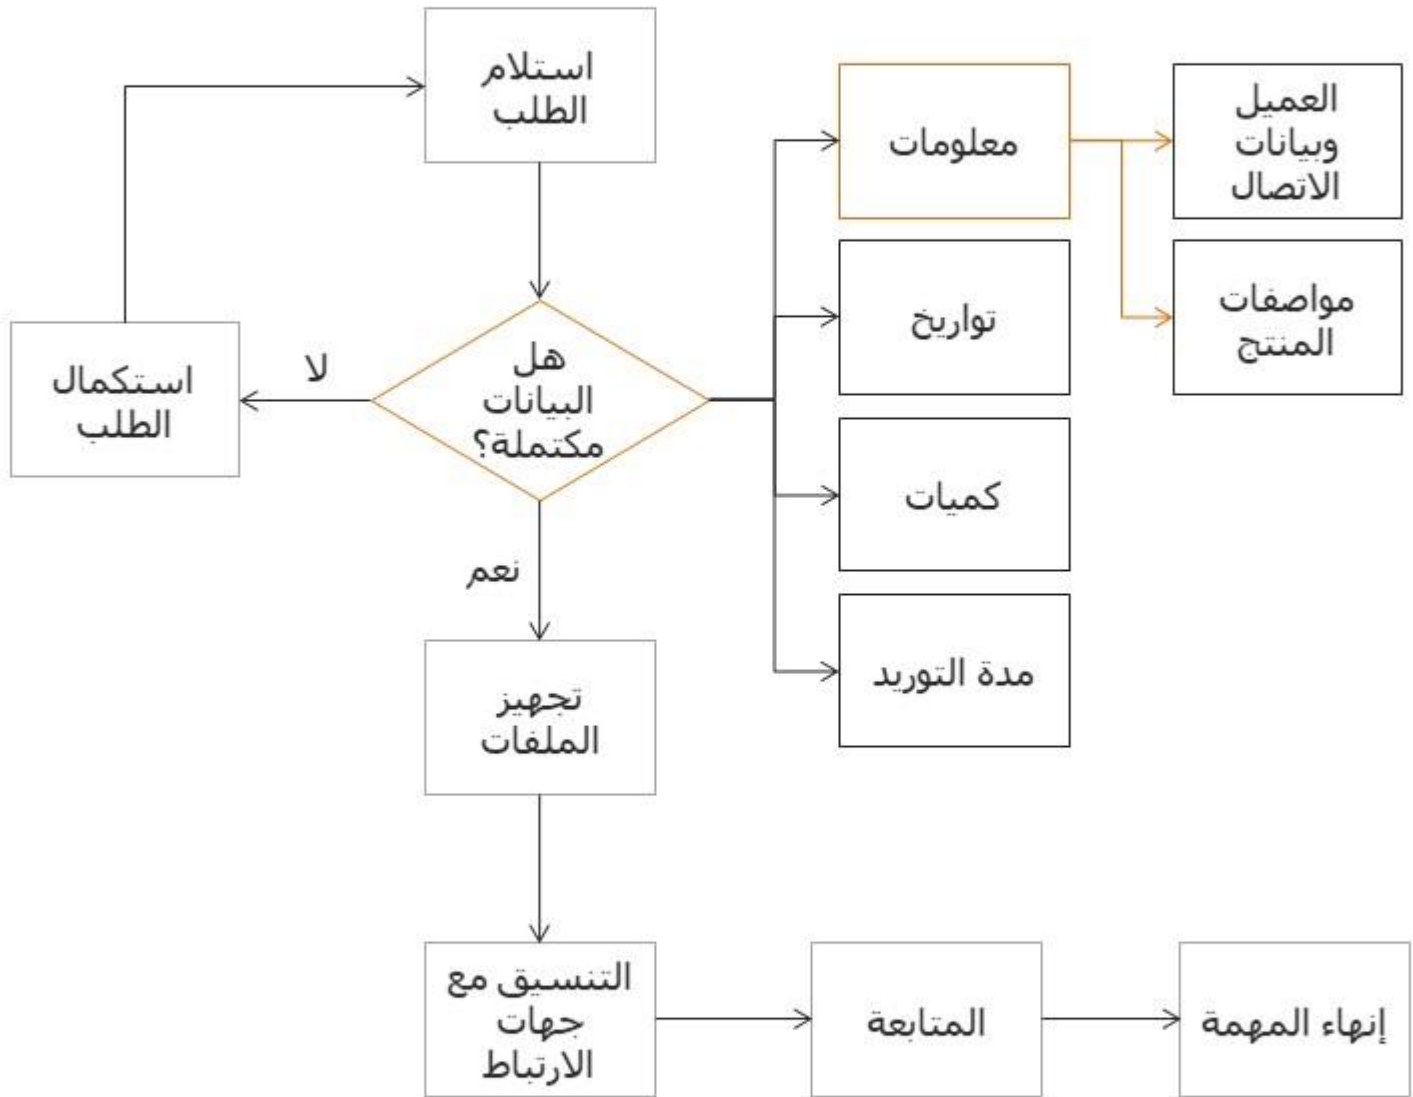 استلام
الطلب
معلومات
العميل
وبيانات
الاتصال
تواريخ
مواصفات
المنتج
هل
البيانات
مكتملة؟
لا
استكمال
الطلب
كميات
نعم
مدة التوريد
تجهيز
الملفات
التنسيق مع
جهات
الارتباط
المتابعة
إنهاء المهمة